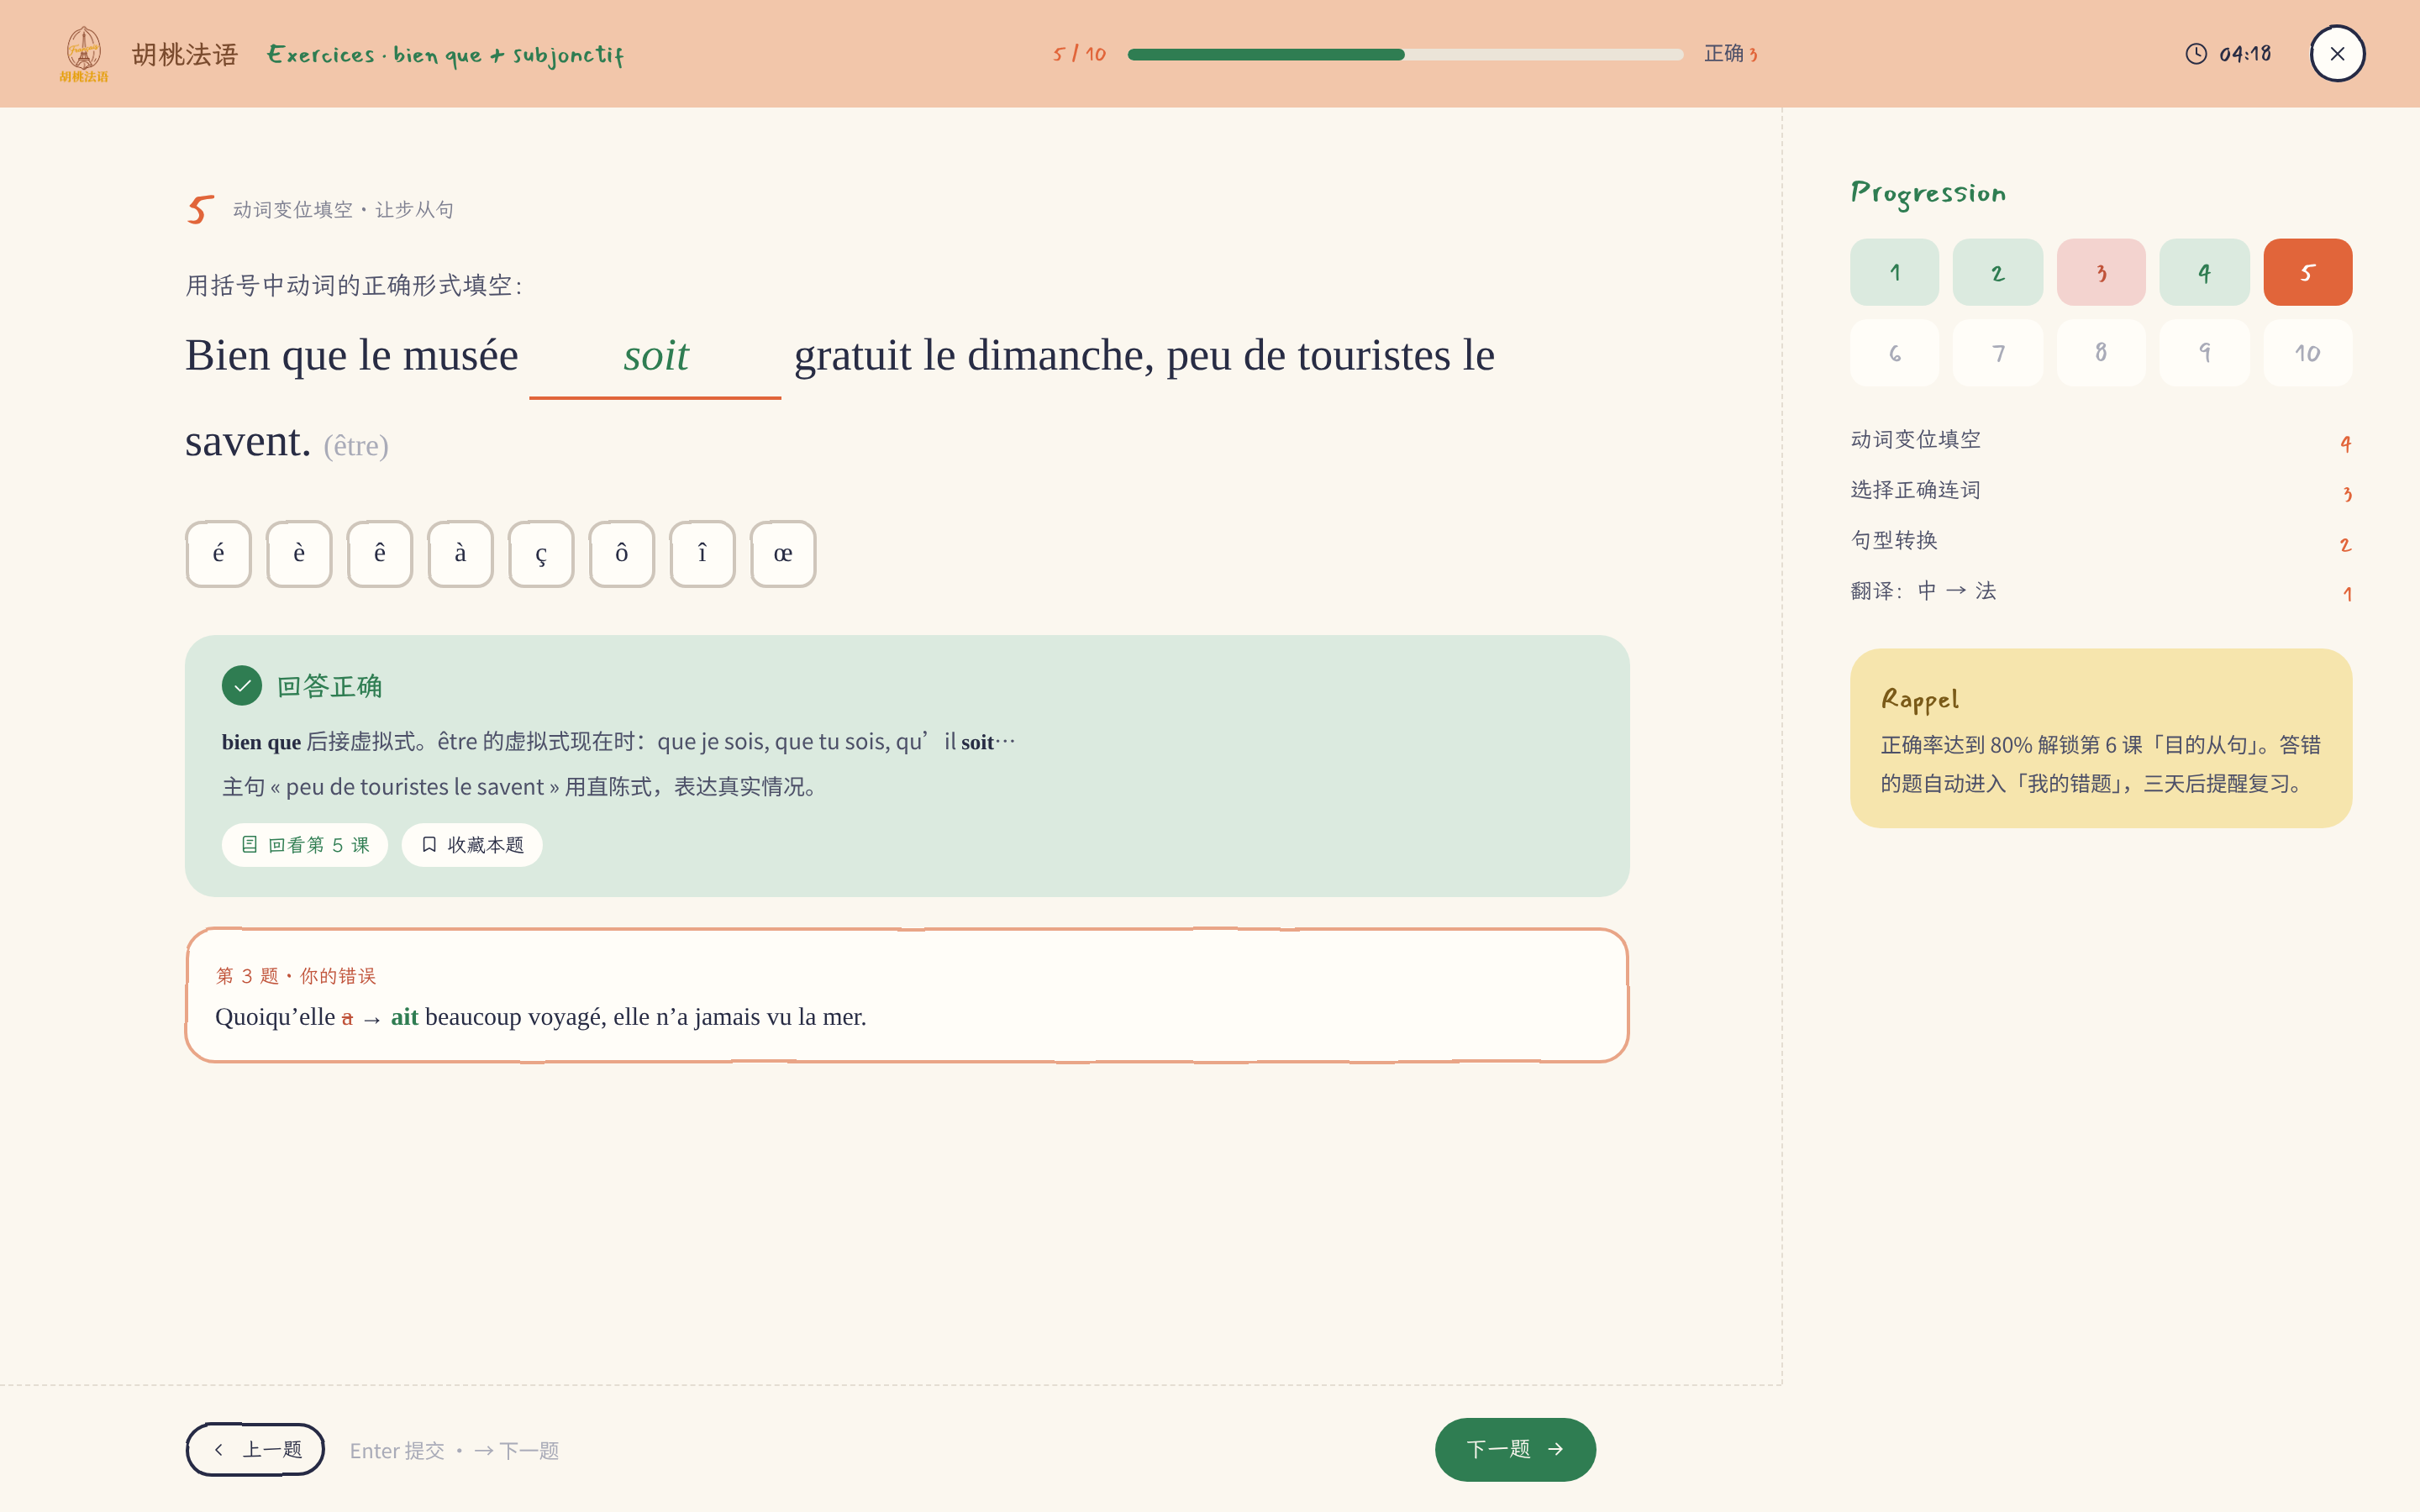 胡桃法语
胡桃法语
Exercices · bien que + subjonctif
5 / 10
正确 3
04:18
5 动词变位填空 · 让步从句
用括号中动词的正确形式填空：
Bien que le musée soit gratuit le dimanche, peu de touristes le
savent. (être)
é è ê à ç ô î œ
回答正确
bien que 后接虚拟式。être 的虚拟式现在时：que je sois, que tu sois, qu’il soit…
主句 « peu de touristes le savent » 用直陈式，表达真实情况。
回看第 5 课
收藏本题
第 3 题 · 你的错误
Quoiqu’elle a → ait beaucoup voyagé, elle n’a jamais vu la mer.
上一题
Enter 提交 · → 下一题
下一题 →
Progression
1 2 3 4 5
6 7 8 9 10
动词变位填空 4
选择正确连词 3
句型转换 2
翻译：中 → 法 1
Rappel
正确率达到 80% 解锁第 6 课「目的从句」。答错
的题自动进入「我的错题」，三天后提醒复习。